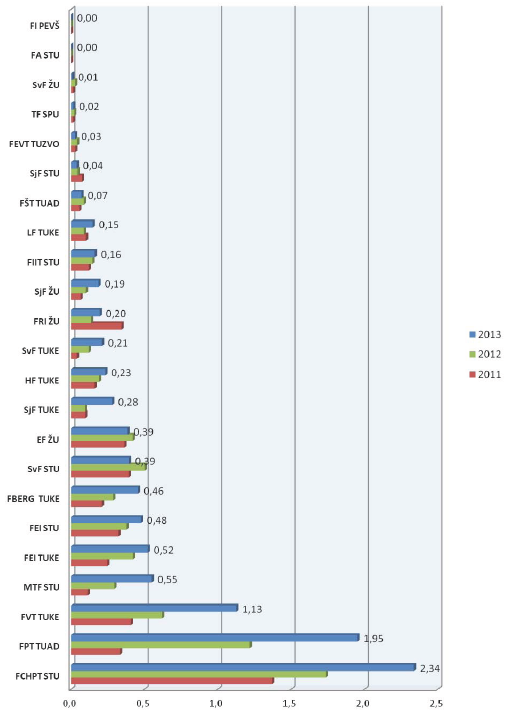 FI PEVŠ 0,00
FA STU 0,00
SvF ŽU 0,01
TF SPU 0,02
FEVT TUZVO 0,03
SjF STU 0,04
FŠT TUAD 0,07
LF TUKE 0,15
FIIT STU 0,16
SjF ŽU 0,19
FRI ŽU 0,20
SvF TUKE 0,21
HF TUKE 0,23
SjF TUKE 0,28
EF ŽU 0,39
SvF STU 0,39
FBERG TUKE 0,46
FEI STU 0,48
FEI TUKE 0,52
MTF STU 0,55
FVT TUKE 1,13
FPT TUAD 1,95
FCHPT STU 2,34
0,0 0,5 1,0 1,5 2,0 2,5
2013
2012
2011